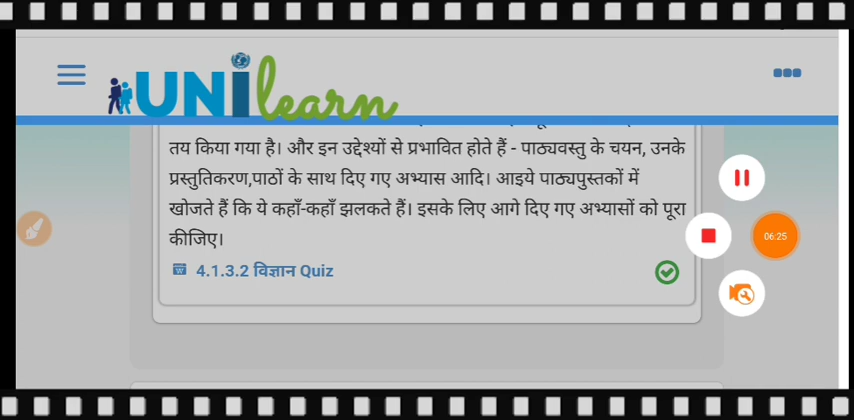 UNilearn
तय किया गया है। और इन उद्देश्यों से प्रभावित होते हैं - पाठ्यवस्तु के चयन, उनके
प्रस्तुतिकरण,पाठों के साथ दिए गए अभ्यास आदि। आइये पाठ्यपुस्तकों में
खोजते हैं कि ये कहाँ-कहाँ झलकते हैं। इसके लिए आगे दिए गए अभ्यासों को पूरा
कीजिए।
4.1.3.2 विज्ञान Quiz
06:25